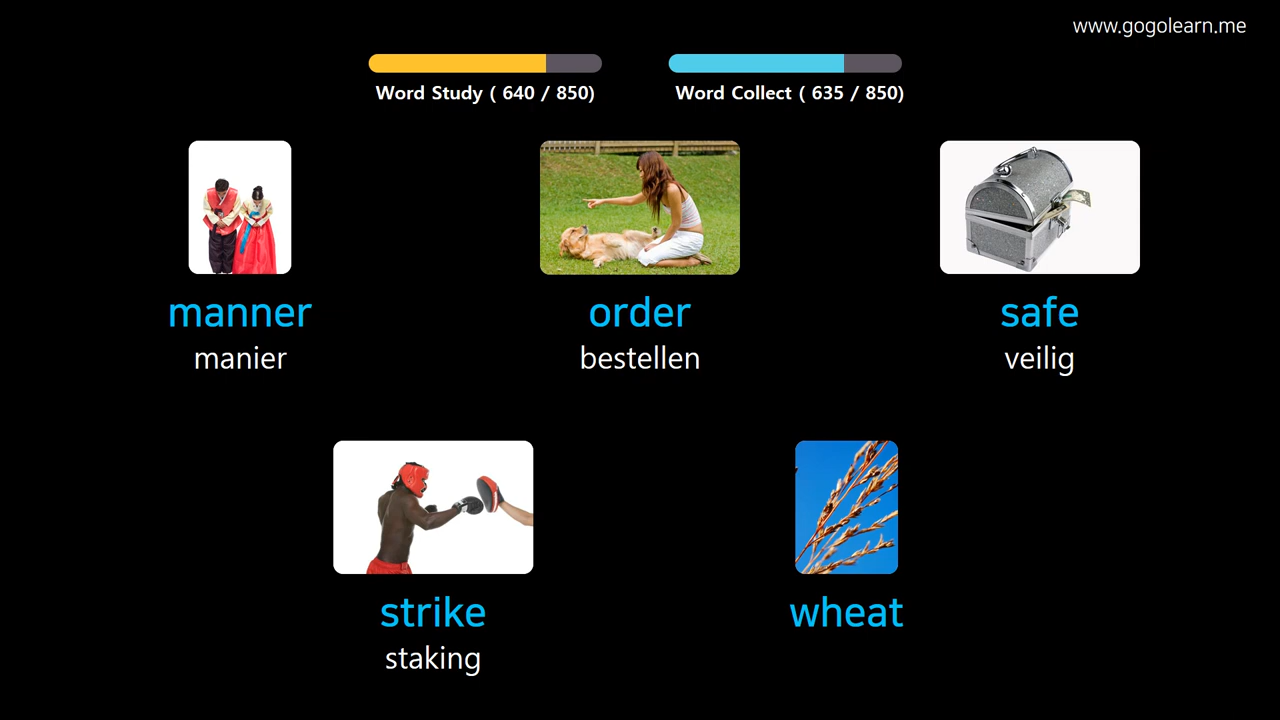 www.gogolearn.me
Word Study ( 640 / 850)
Word Collect ( 635 / 850)
manner
manier
order
bestellen
safe
veilig
strike
staking
wheat